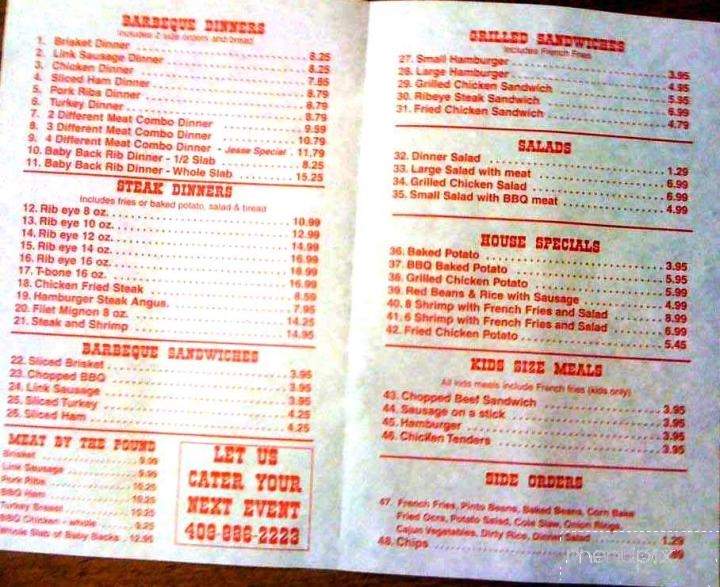 BARBEQUE DINNERS
Includes 2 side orders and bread
1. Brisket Dinner 8.25
2. Link Sausage Dinner 8.25
3. Chicken Dinner 7.85
4. Sliced Ham Dinner 8.79
5. Pork Ribs Dinner 8.79
6. Turkey Dinner 8.79
7. 2 Different Meat Combo Dinner 9.59
8. 3 Different Meat Combo Dinner 10.79
9. 4 Different Meat Combo Dinner - Jesse Special 11.79
10. Baby Back Rib Dinner - 1/2 Slab 8.25
11. Baby Back Rib Dinner - Whole Slab 15.25
STEAK DINNERS
Includes fries or baked potato, salad & bread
12. Rib eye 8 oz. 10.99
13. Rib eye 10 oz. 12.99
14. Rib eye 12 oz. 14.99
15. Rib eye 14 oz. 16.99
16. Rib eye 16 oz. 18.99
17. T-bone 16 oz. 16.99
18. Chicken Fried Steak 8.59
19. Hamburger Steak Angus 7.95
20. Filet Mignon 8 oz. 14.25
21. Steak and Shrimp 14.95
BARBEQUE SANDWICHES
22. Sliced Brisket 3.95
23. Chopped BBQ 3.95
24. Link Sausage 3.95
25. Sliced Turkey 4.25
26. Sliced Ham 4.25
MEAT BY THE POUND
Brisket 9.99
Link Sausage 9.99
Pork Ribs 10.25
BBQ Ham 10.25
Turkey Breast 10.25
BBQ Chicken - whole 9.25
Whole Slab of Baby Backs 12.95
LET US
CATER YOUR
NEXT EVENT
409-886-2223
GRILLED SANDWICHES
Includes French Fries
27. Small Hamburger 3.95
28. Large Hamburger 4.95
29. Grilled Chicken Sandwich 5.95
30. Ribeye Steak Sandwich 6.99
31. Fried Chicken Sandwich 4.79
SALADS
32. Dinner Salad 1.29
33. Large Salad with meat 6.99
34. Grilled Chicken Salad 6.99
35. Small Salad with BBQ meat 4.99
HOUSE SPECIALS
36. Baked Potato 3.95
37. BBQ Baked Potato 5.95
38. Grilled Chicken Potato 5.99
39. Red Beans & Rice with Sausage 4.99
40. 8 Shrimp with French Fries and Salad 8.99
41. 6 Shrimp with French Fries and Salad 6.99
42. Fried Chicken Potato 5.45
KIDS SIZE MEALS
All kids meals include French fries (kids only)
43. Chopped Beef Sandwich 3.95
44. Sausage on a stick 3.95
45. Hamburger 3.95
46. Chicken Tenders 3.95
SIDE ORDERS
47. French Fries, Pinto Beans, Baked Beans, Corn Bake
Fried Okra, Potato Salad, Cole Slaw, Onion Rings,
Cajun Vegetables, Dirty Rice, Dinner Salad 1.29
48. Chips
menupix